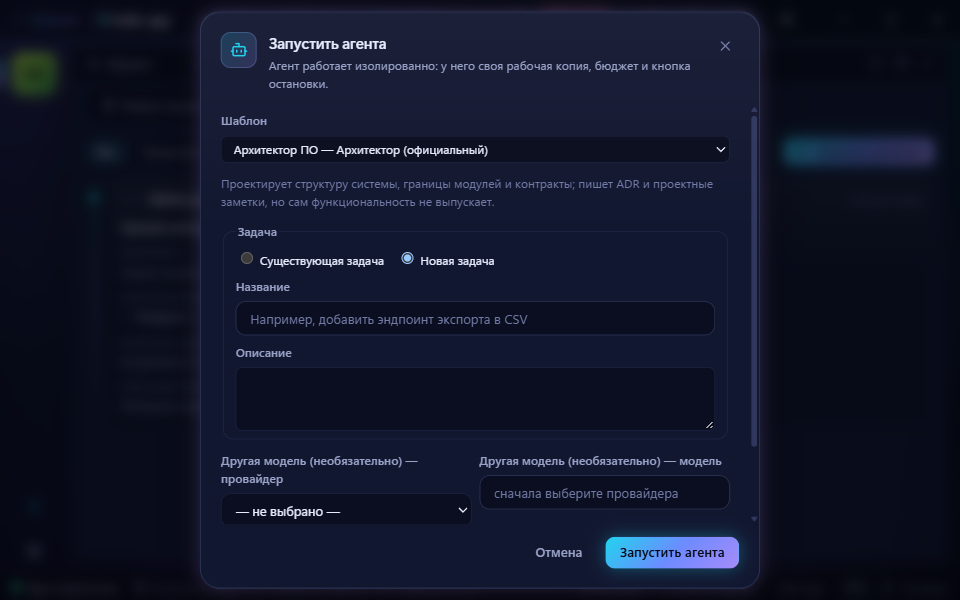 Запустить агента
Агент работает изолированно: у него своя рабочая копия, бюджет и кнопка
остановки.
Шаблон
Архитектор ПО — Архитектор (официальный)
Проектирует структуру системы, границы модулей и контракты; пишет ADR и проектные
заметки, но сам функциональность не выпускает.
Задача
Существующая задача
Новая задача
Название
Например, добавить эндпоинт экспорта в CSV
Описание
Другая модель (необязательно) —
провайдер
— не выбрано —
Другая модель (необязательно) — модель
сначала выберите провайдера
Отмена
Запустить агента